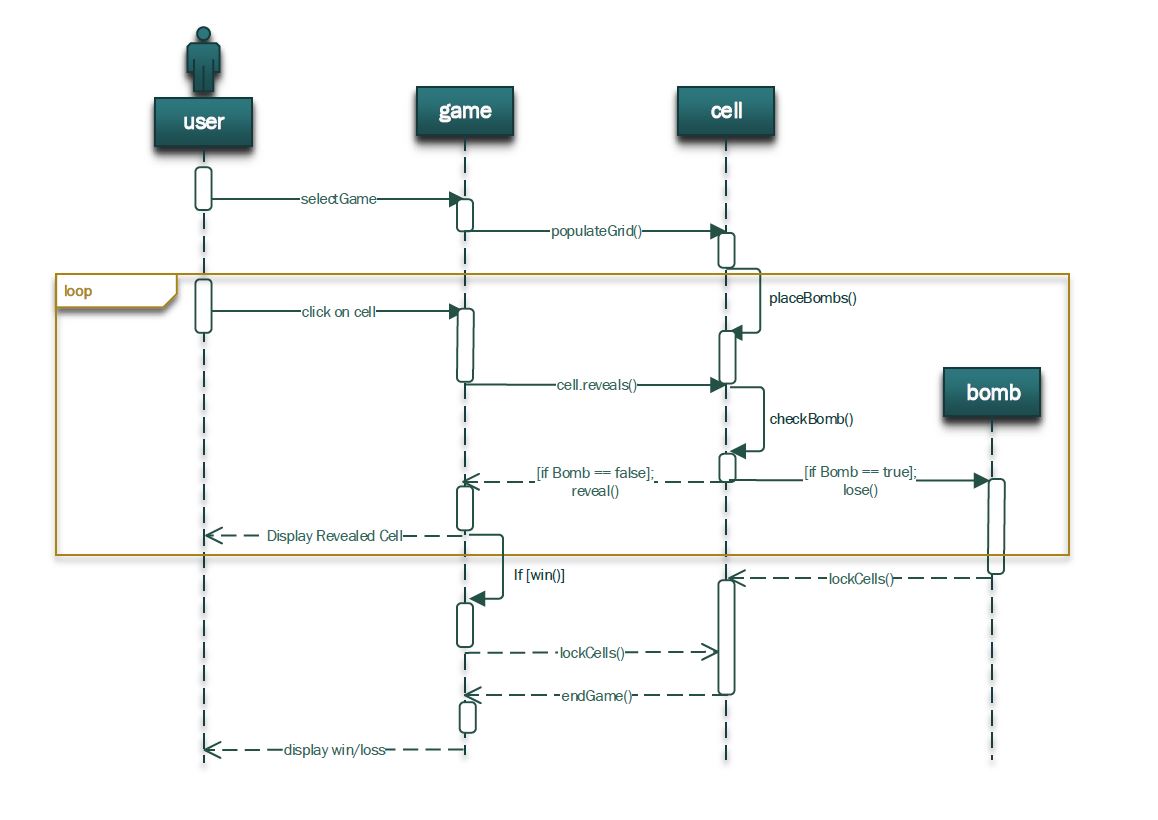 user
game
cell
selectGame
populateGrid()
loop
placeBombs()
click on cell
cell.reveals()
bomb
checkBomb()
[if Bomb == false];
reveal()
[if Bomb == true];
lose()
Display Revealed Cell
If [win()]
lockCells()
lockCells()
endGame()
display win/loss